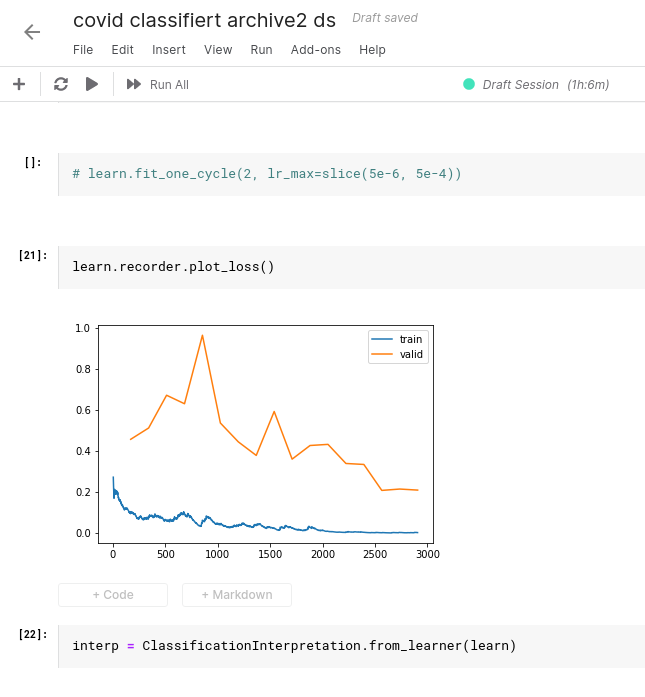 covid classifiert archive2 ds Draft saved
File Edit Insert View Run Add-ons Help
Run All Draft Session (1h:6m)
[]: # learn.fit_one_cycle(2, lr_max=slice(5e-6, 5e-4))
[21]: learn.recorder.plot_loss()
1.0
0.8
0.6
0.4
0.2
0.0
train
valid
0 500 1000 1500 2000 2500 3000
+ Code + Markdown
[22]: interp = ClassificationInterpretation.from_learner(learn)